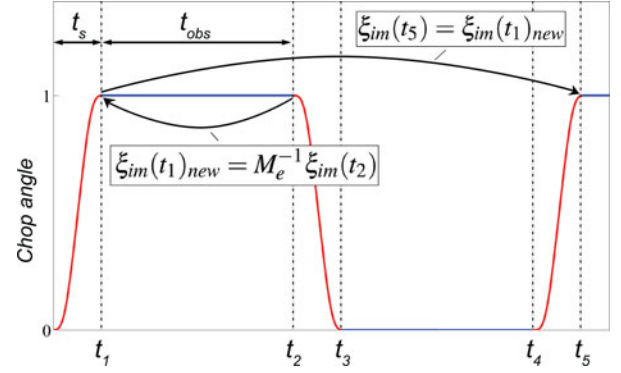 t_s
t_obs
ξ_im(t_5) = ξ_im(t_1)_new
1
ξ_im(t_1)_new = M_e^{-1} ξ_im(t_2)
Chop angle
0
t_1
t_2
t_3
t_4
t_5